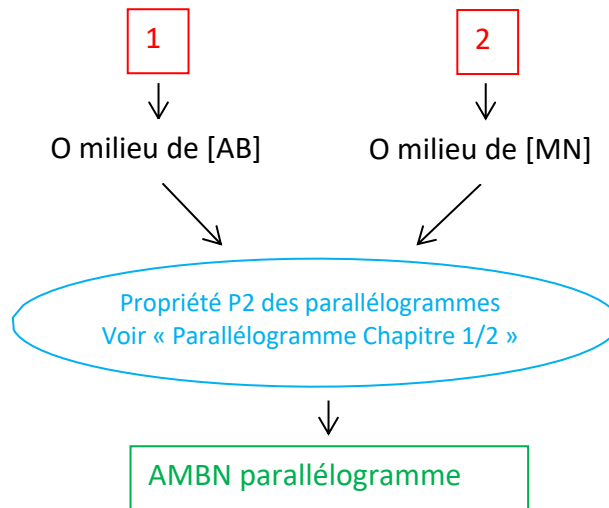 1
2
O milieu de [AB]
O milieu de [MN]
Propriété P2 des parallélogrammes
Voir « Parallélogramme Chapitre 1/2 »
AMBN parallélogramme